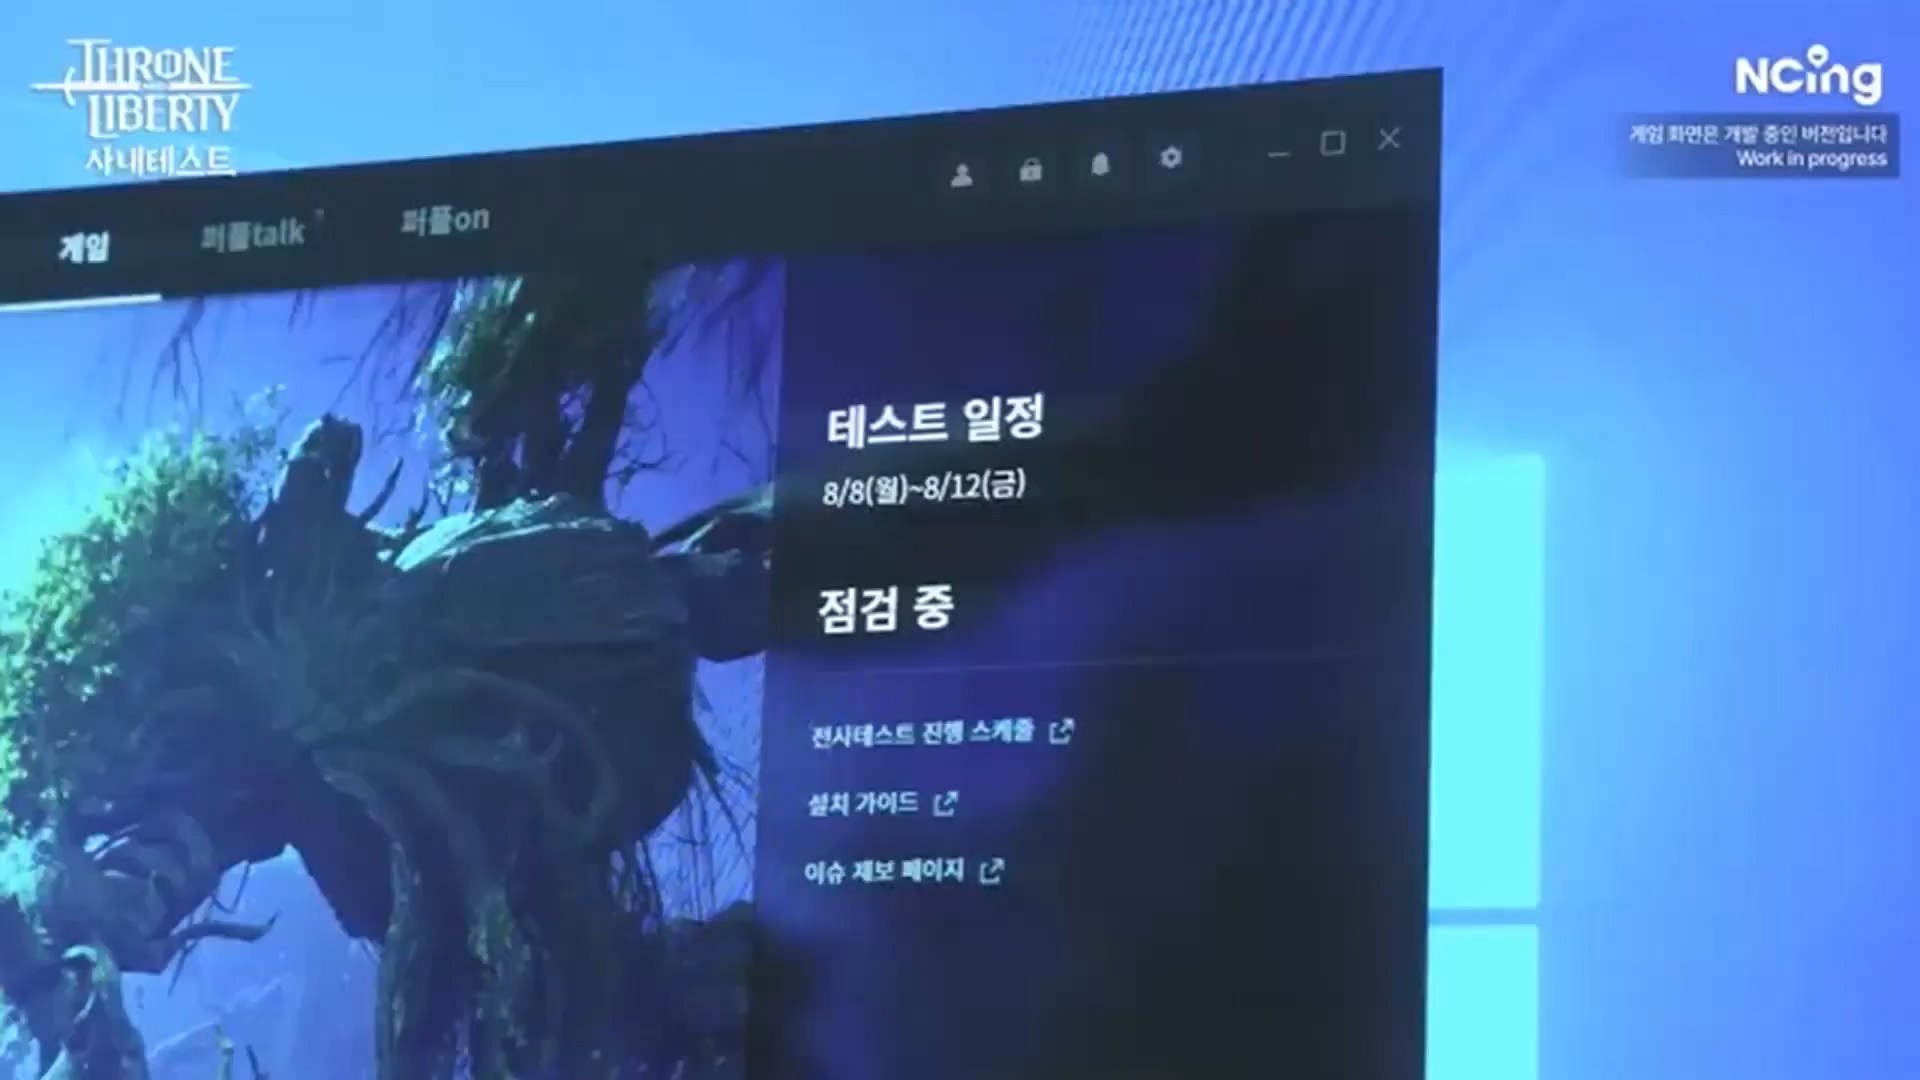 THRONE
LIBERTY
사내테스트
NCing
게임 화면은 개발 중인 버전입니다
Work in progress
게임
퍼플talk
퍼플on
테스트 일정
8/8(월)~8/12(금)
점검 중
전사테스트 진행 스케줄
설치 가이드
이슈 제보 페이지